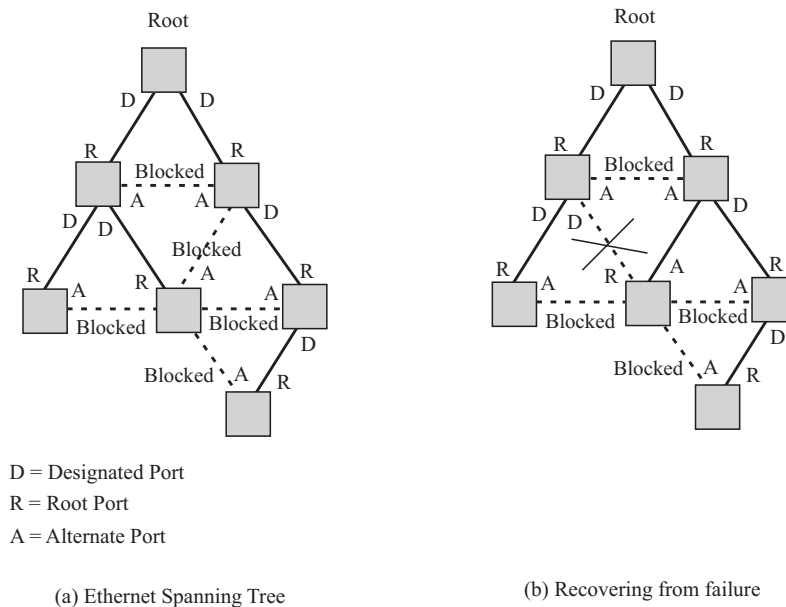 Root
D D
R R
Blocked
A A
D D D
Blocked
R R A R
A A
Blocked Blocked
D
Blocked A R
D = Designated Port
R = Root Port
A = Alternate Port
(a) Ethernet Spanning Tree
Root
D D
R R
Blocked
A A
D D D
R A R A A R
Blocked Blocked
D
Blocked A R
(b) Recovering from failure